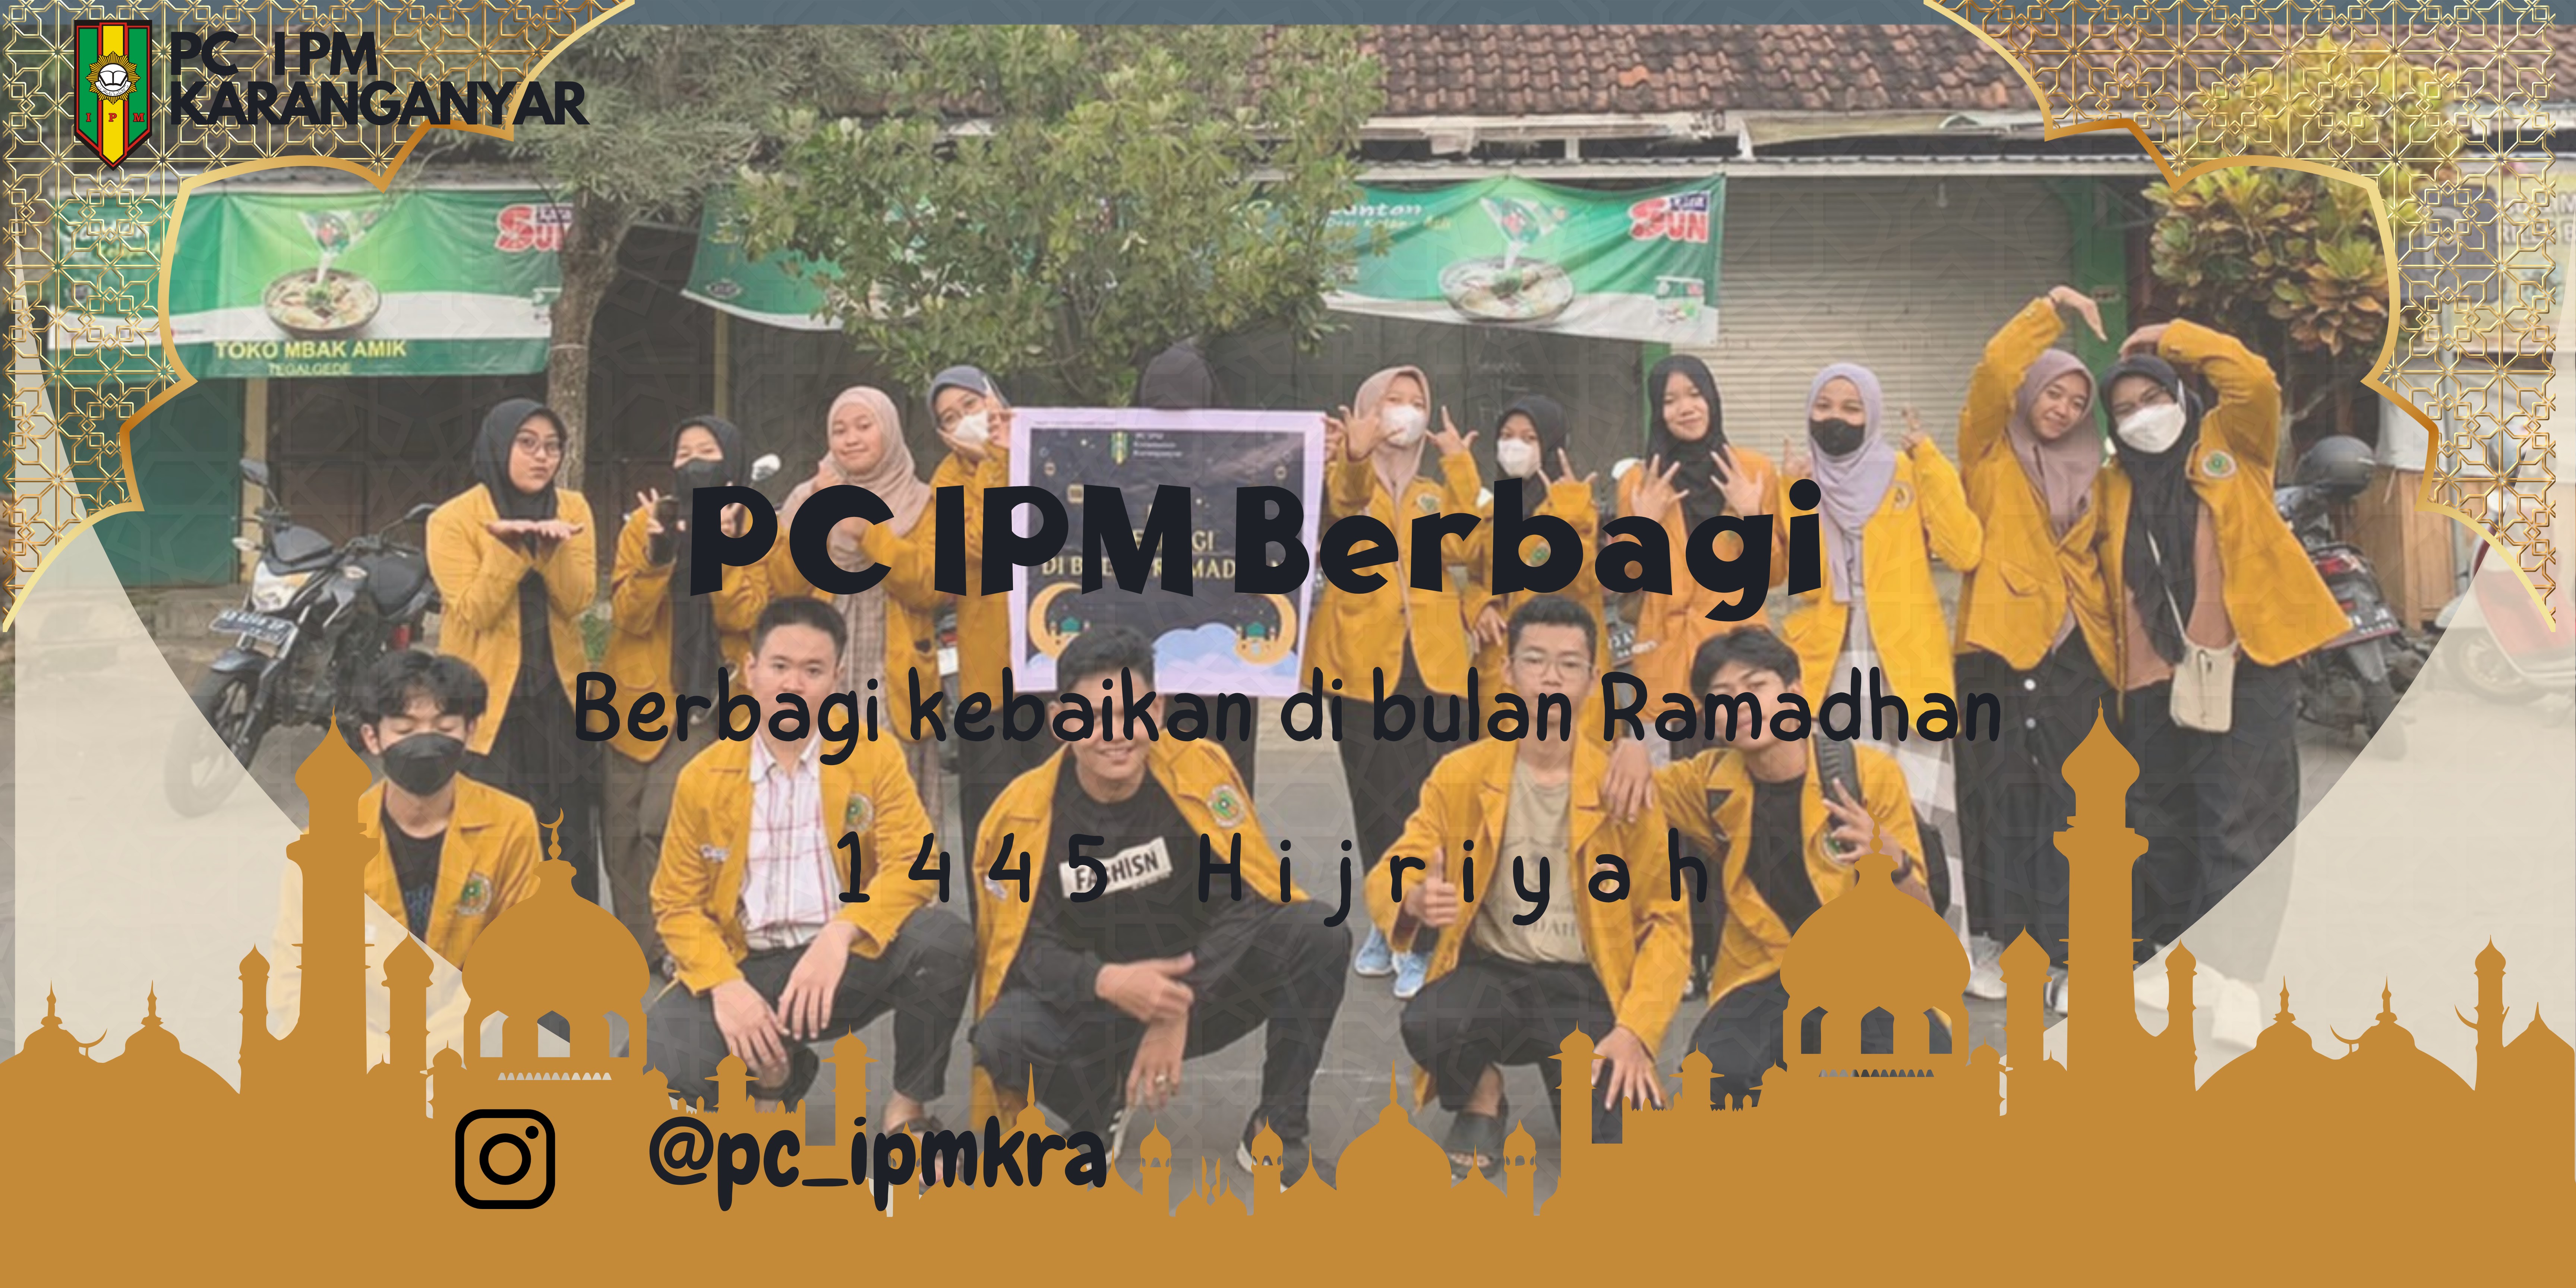 PC IPM
KARANGANYAR
I P M
SUN
TOKO MBAK AMIK
TEGALGEDE
SUN
PC IPM Berbagi
Berbagi kebaikan di bulan Ramadhan
1445 Hijriyah
FASHISN
@pc_ipmkra